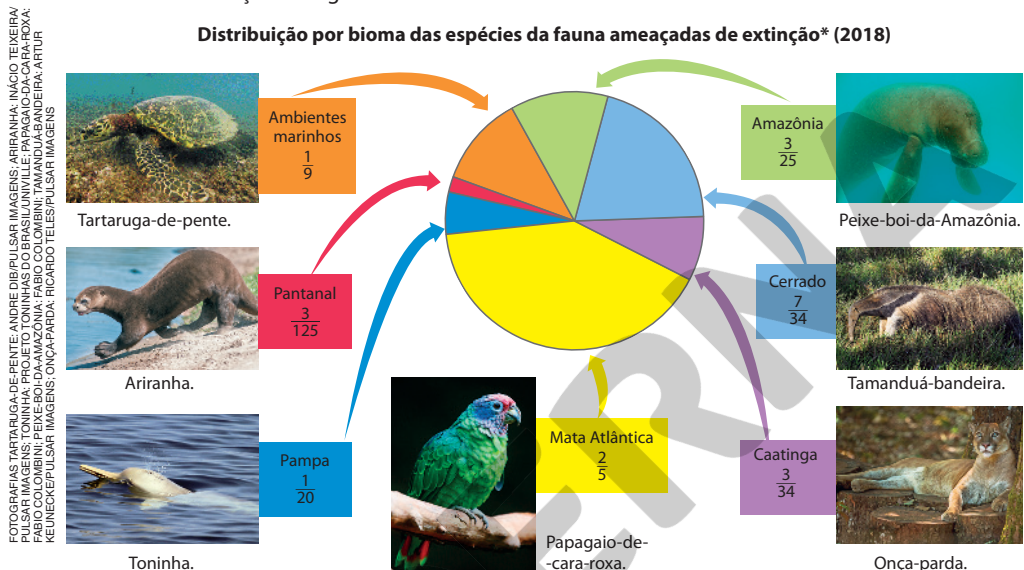 Distribuição por bioma das espécies da fauna ameaçadas de extinção* (2018)
FOTOGRAFIAS TARTARUGA-DE-PENTE: ANDRE DIB/PULSAR IMAGENS; ARIRANHA: INÁCIO TEIXEIRA/
PULSAR IMAGENS; TONINHA: PROJETO TONINHAS DO BRASIL/UNIVILLE; PAPAGAIO-DA-CARA-ROXA:
FABIO COLOMBINI; PEIXE-BOI-DA-AMAZÔNIA: FABIO COLOMBINI; TAMANDUÁ-BANDEIRA: ARTUR
KEUNECKE/PULSAR IMAGENS; ONÇA-PARDA: RICARDO TELES/PULSAR IMAGENS
Ambientes
marinhos
1
9
Tartaruga-de-pente.
Amazônia
3
25
Peixe-boi-da-Amazônia.
Pantanal
3
125
Ariranha.
Cerrado
7
34
Tamanduá-bandeira.
Pampa
1
20
Toninha.
Mata Atlântica
2
5
Papagaio-de-
-cara-roxa.
Caatinga
3
34
Onça-parda.